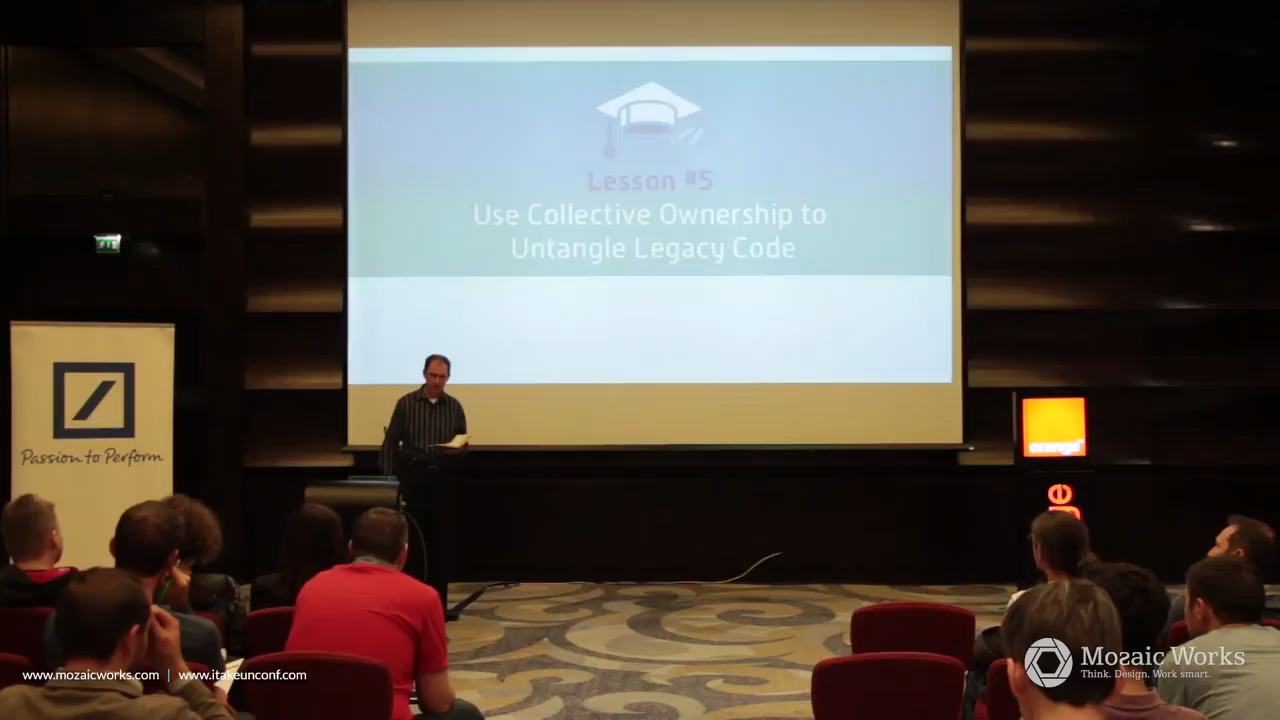 Lesson #5
Use Collective Ownership to
Untangle Legacy Code
Passion to Perform
orange™
www.mozaicworks.com | www.itakeunconf.com
Mozaic Works
Think. Design. Work smart.